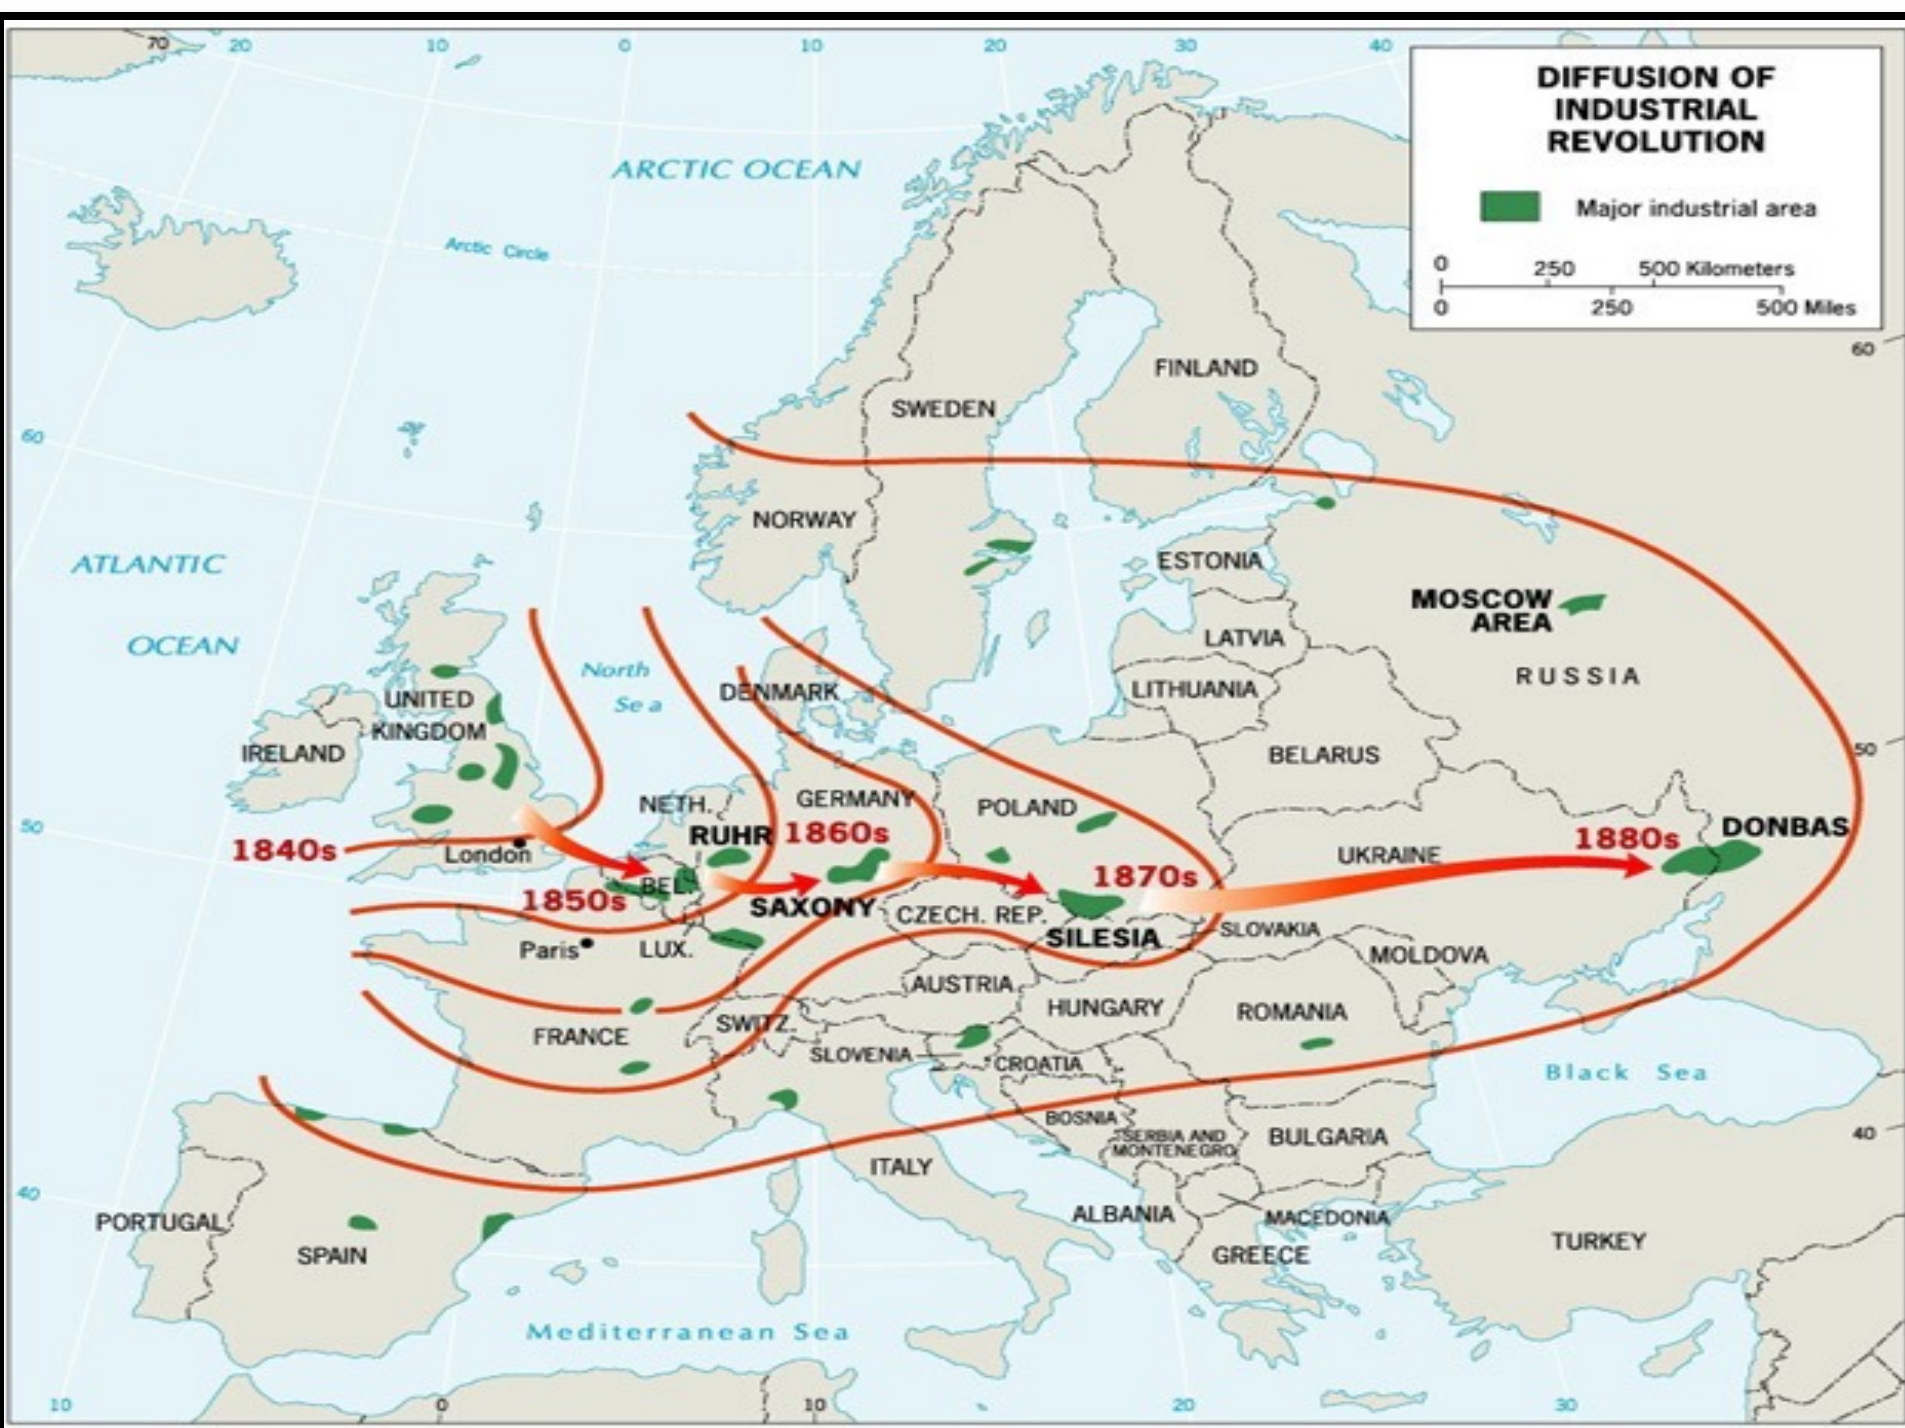 70
20
10
0
10
20
30
40
DIFFUSION OF
INDUSTRIAL
REVOLUTION
Major industrial area
0
250
500 Kilometers
0
250
500 Miles
ARCTIC OCEAN
Arctic Circle
60
60
FINLAND
SWEDEN
NORWAY
ATLANTIC
OCEAN
ESTONIA
MOSCOW
AREA
LATVIA
RUSSIA
North
Sea
UNITED
KINGDOM
DENMARK
LITHUANIA
IRELAND
BELARUS
50
NETH.
GERMANY
POLAND
50
RUHR
1860s
1880s
DONBAS
1840s
London
UKRAINE
BEL.
1850s
1870s
SAXONY
CZECH. REP.
SILESIA
SLOVAKIA
Paris
LUX.
MOLDOVA
AUSTRIA
HUNGARY
ROMANIA
SWITZ.
FRANCE
SLOVENIA
CROATIA
Black Sea
BOSNIA
SERBIA AND
MONTENEGRO
BULGARIA
40
ITALY
40
PORTUGAL
ALBANIA
MACEDONIA
SPAIN
GREECE
TURKEY
Mediterranean Sea
10
0
10
20
30